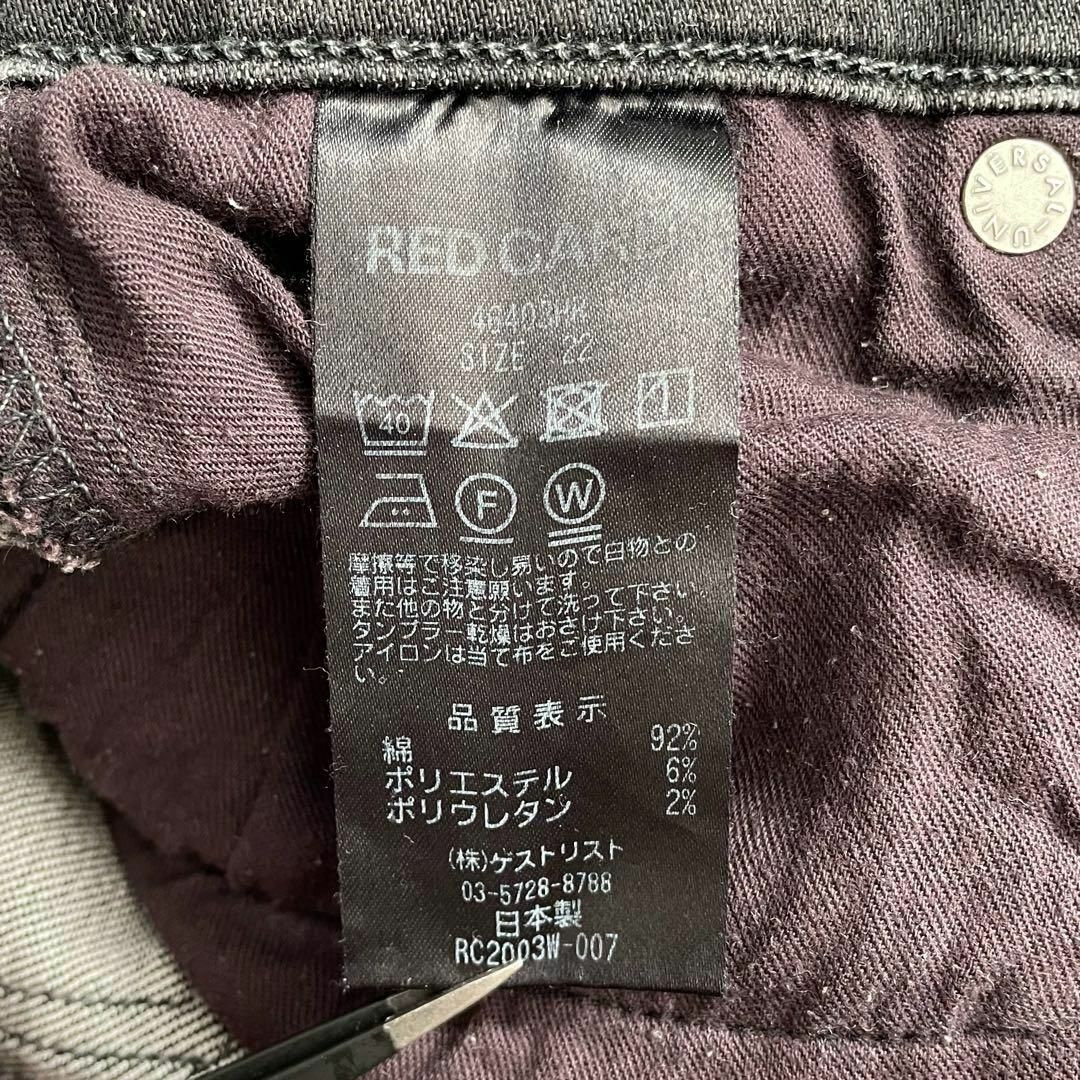 RED CARD
SIZE 22
40
F
W
摩擦等で移染し易いので白物との
着用はご注意願います。
また他の物と分けて洗って下さい
タンブラー乾燥はおさけ下さい。
アイロンは当て布をご使用くださ
い。
品質表示
綿 92%
ポリエステル 6%
ポリウレタン 2%
(株)ゲストリスト
03-5728-8788
日本製
RC2003W-007
UNIVERSAL